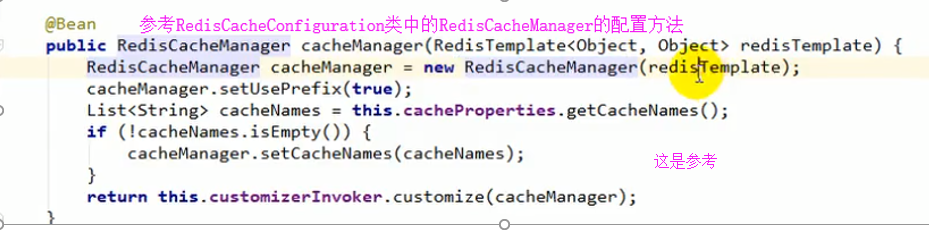 @Bean 参考RedisCacheConfiguration类中的RedisCacheManager的配置方法
public RedisCacheManager cacheManager(RedisTemplate<Object, Object> redisTemplate) {
RedisCacheManager cacheManager = new RedisCacheManager(redisTemplate);
cacheManager.setUsePrefix(true);
List<String> cacheNames = this.cacheProperties.getCacheNames();
if (!cacheNames.isEmpty()) {
cacheManager.setCacheNames(cacheNames);
这是参考
}
return this.customizerInvoker.customize(cacheManager);
}